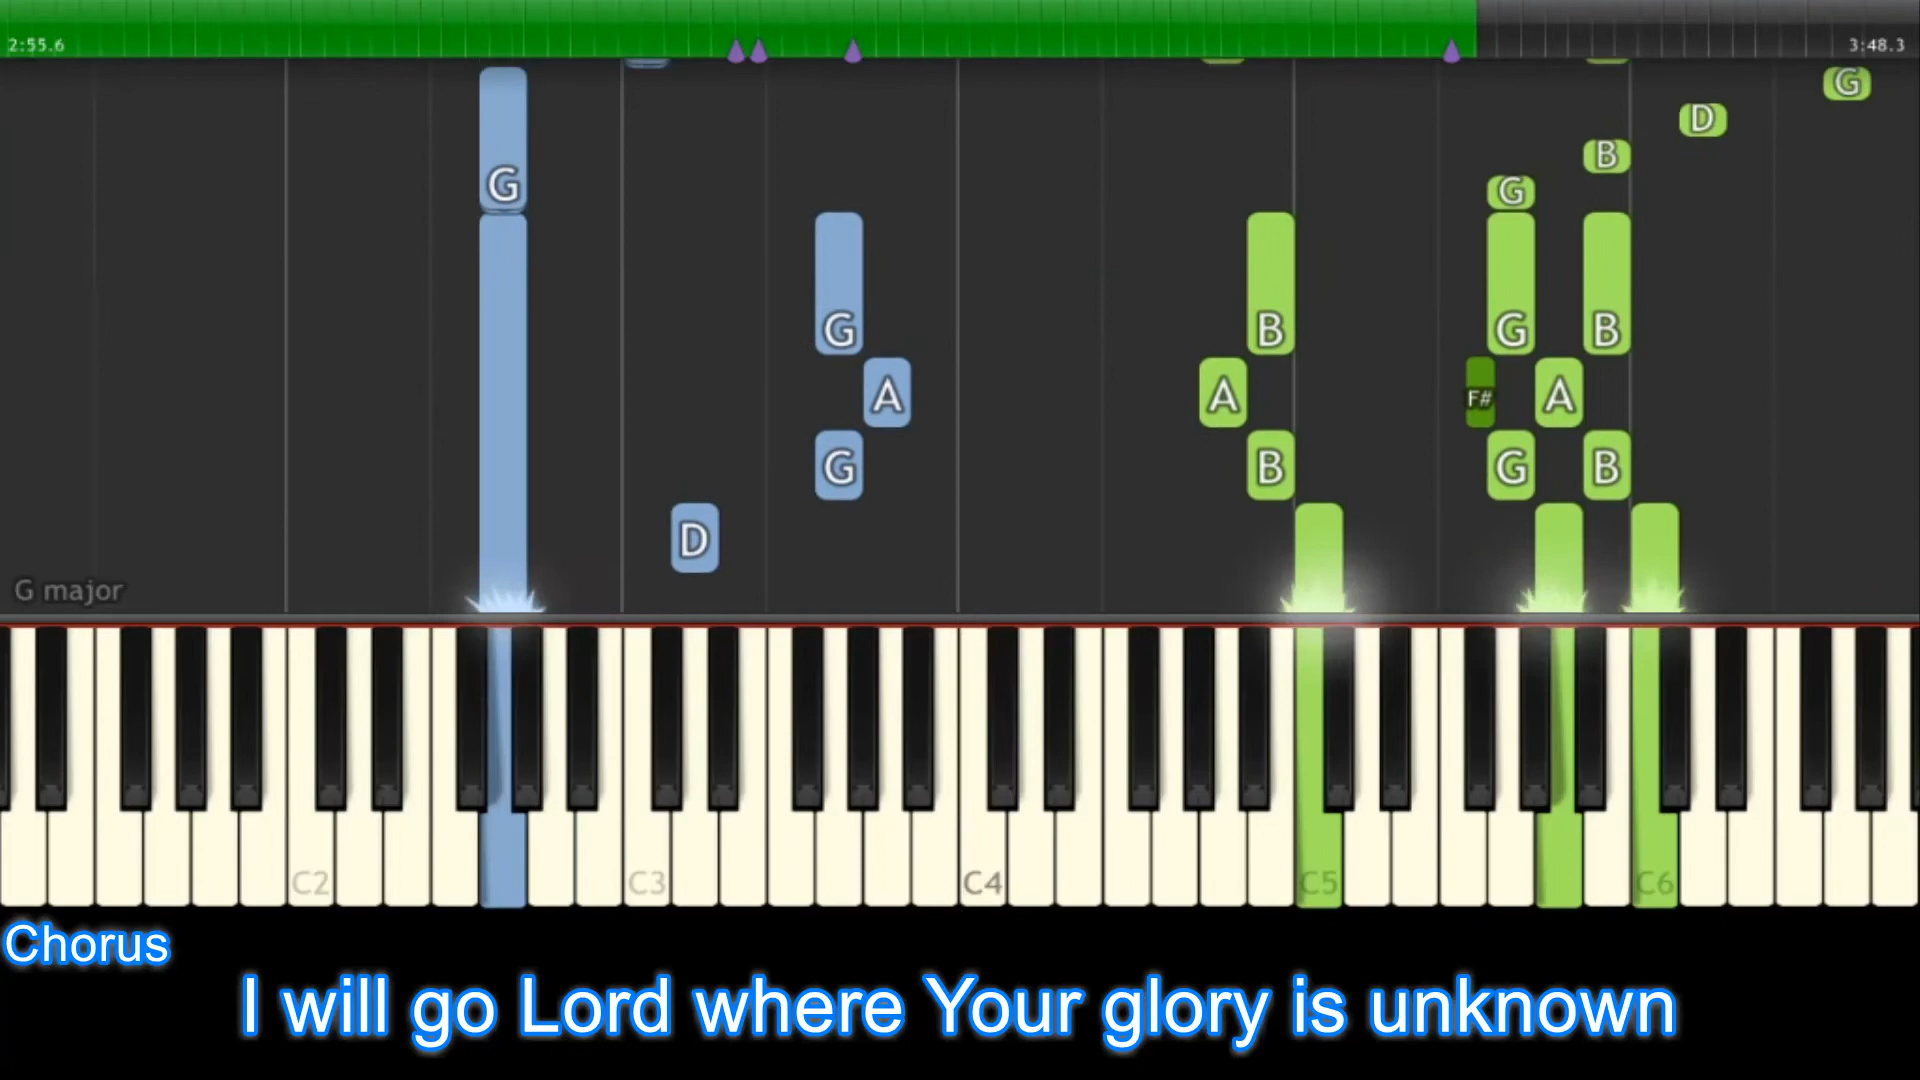 2:55.6 3:48.3
G
D
B
G G
G G B B
A A F# A
G B G B
D
G major
C2 C3 C4 C5 C6
Chorus
I will go Lord where Your glory is unknown